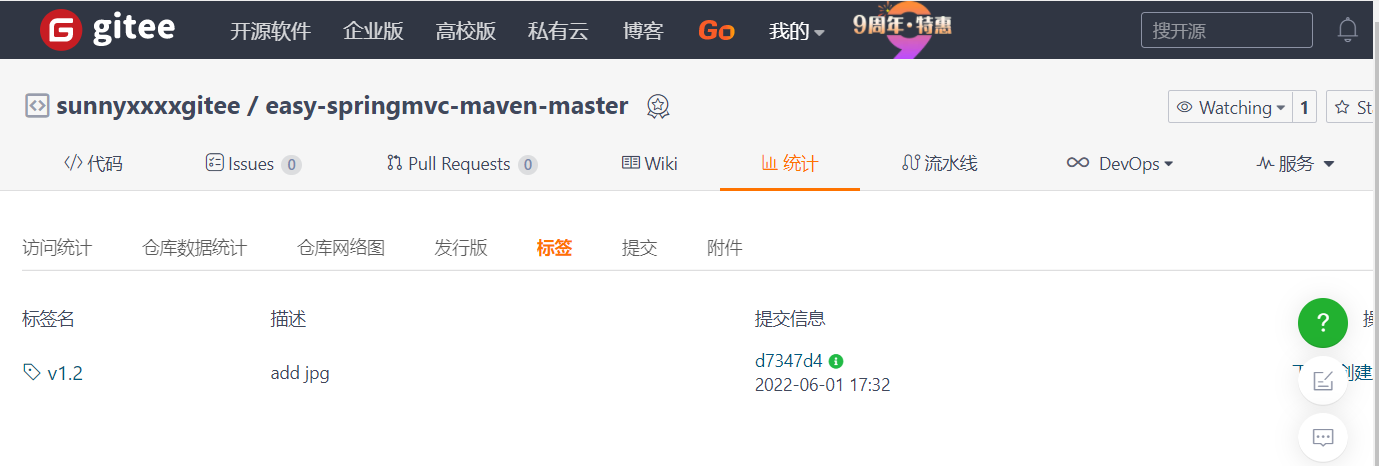 gitee 开源软件 企业版 高校版 私有云 博客 Go 我的 9周年·特惠 搜开源
sunnyxxxxgitee / easy-springmvc-maven-master Watching 1
代码 Issues 0 Pull Requests 0 Wiki 统计 流水线 DevOps 服务
访问统计 仓库数据统计 仓库网络图 发行版 标签 提交 附件
标签名 描述 提交信息
v1.2 add jpg d7347d4
2022-06-01 17:32 创建